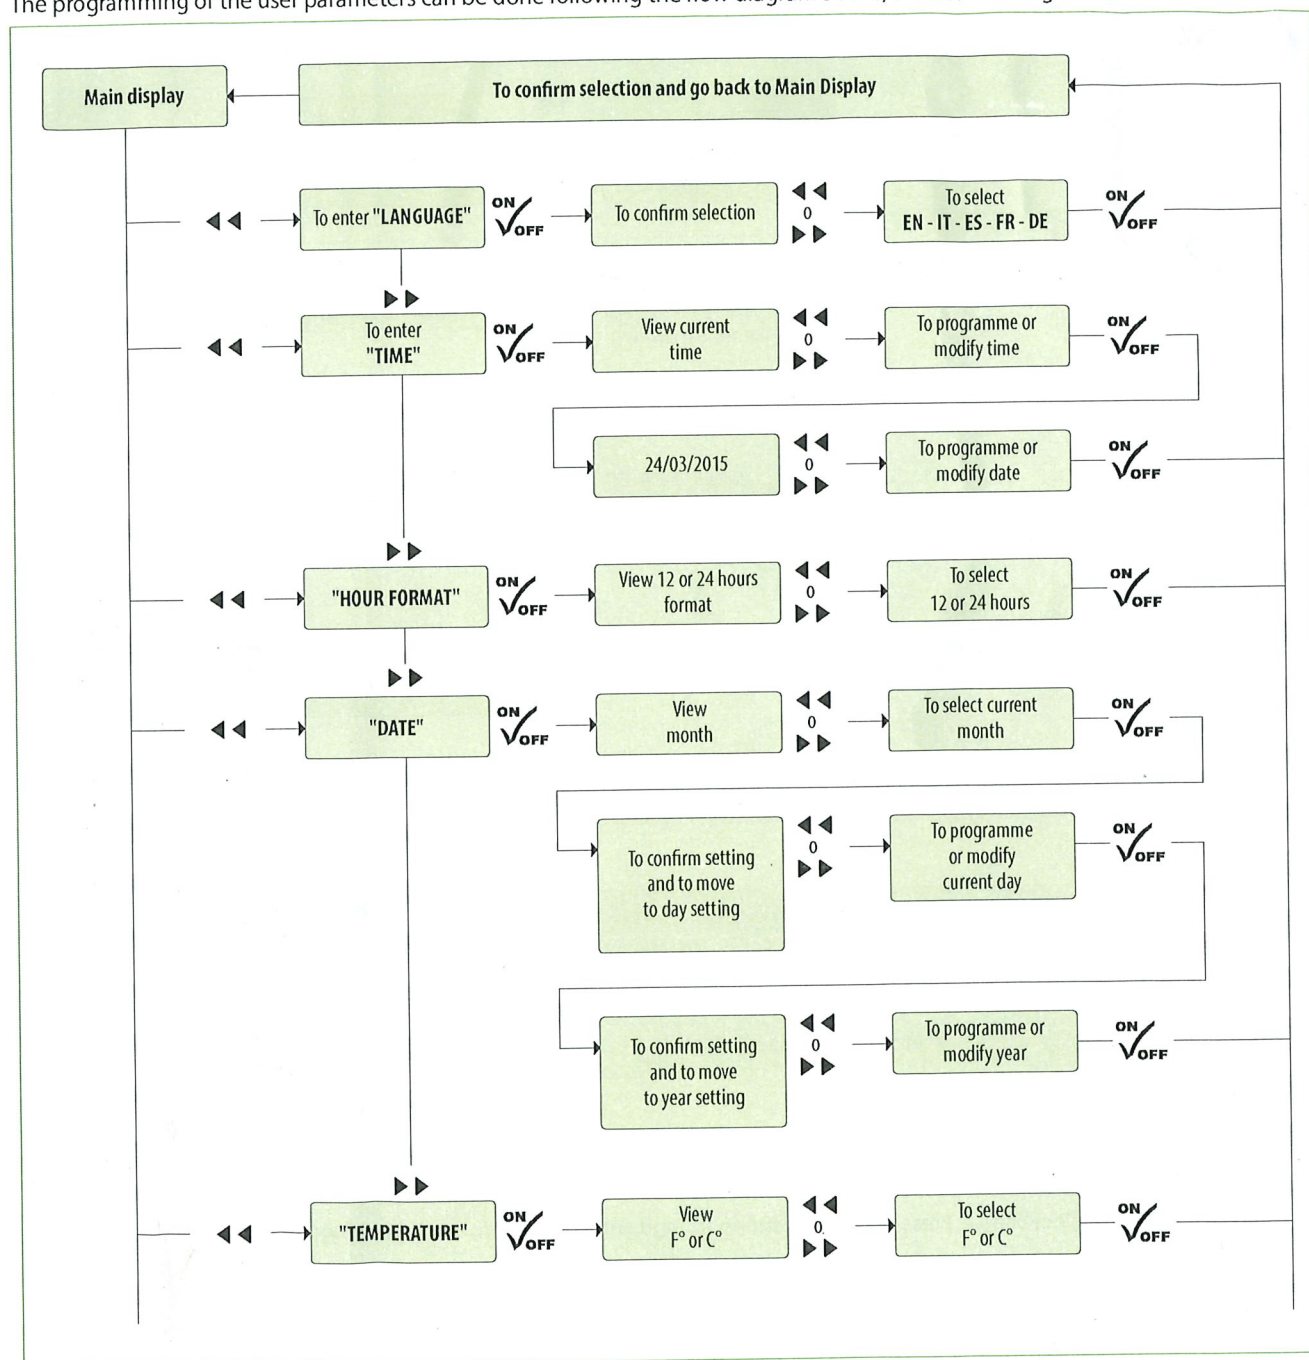 The programming of the user parameters can be done following the flow diagram
Main display
To confirm selection and go back to Main Display
To enter "LANGUAGE"
ON
OFF
To confirm selection
0
To select
EN - IT - ES - FR - DE
ON
OFF
To enter
"TIME"
ON
OFF
View current
time
0
To programme or
modify time
ON
OFF
24/03/2015
0
To programme or
modify date
ON
OFF
"HOUR FORMAT"
ON
OFF
View 12 or 24 hours
format
0
To select
12 or 24 hours
ON
OFF
"DATE"
ON
OFF
View
month
0
To select current
month
ON
OFF
To confirm setting
and to move
to day setting
0
To programme
or modify
current day
ON
OFF
To confirm setting
and to move
to year setting
0
To programme or
modify year
ON
OFF
"TEMPERATURE"
ON
OFF
View
F° or C°
0
To select
F° or C°
ON
OFF